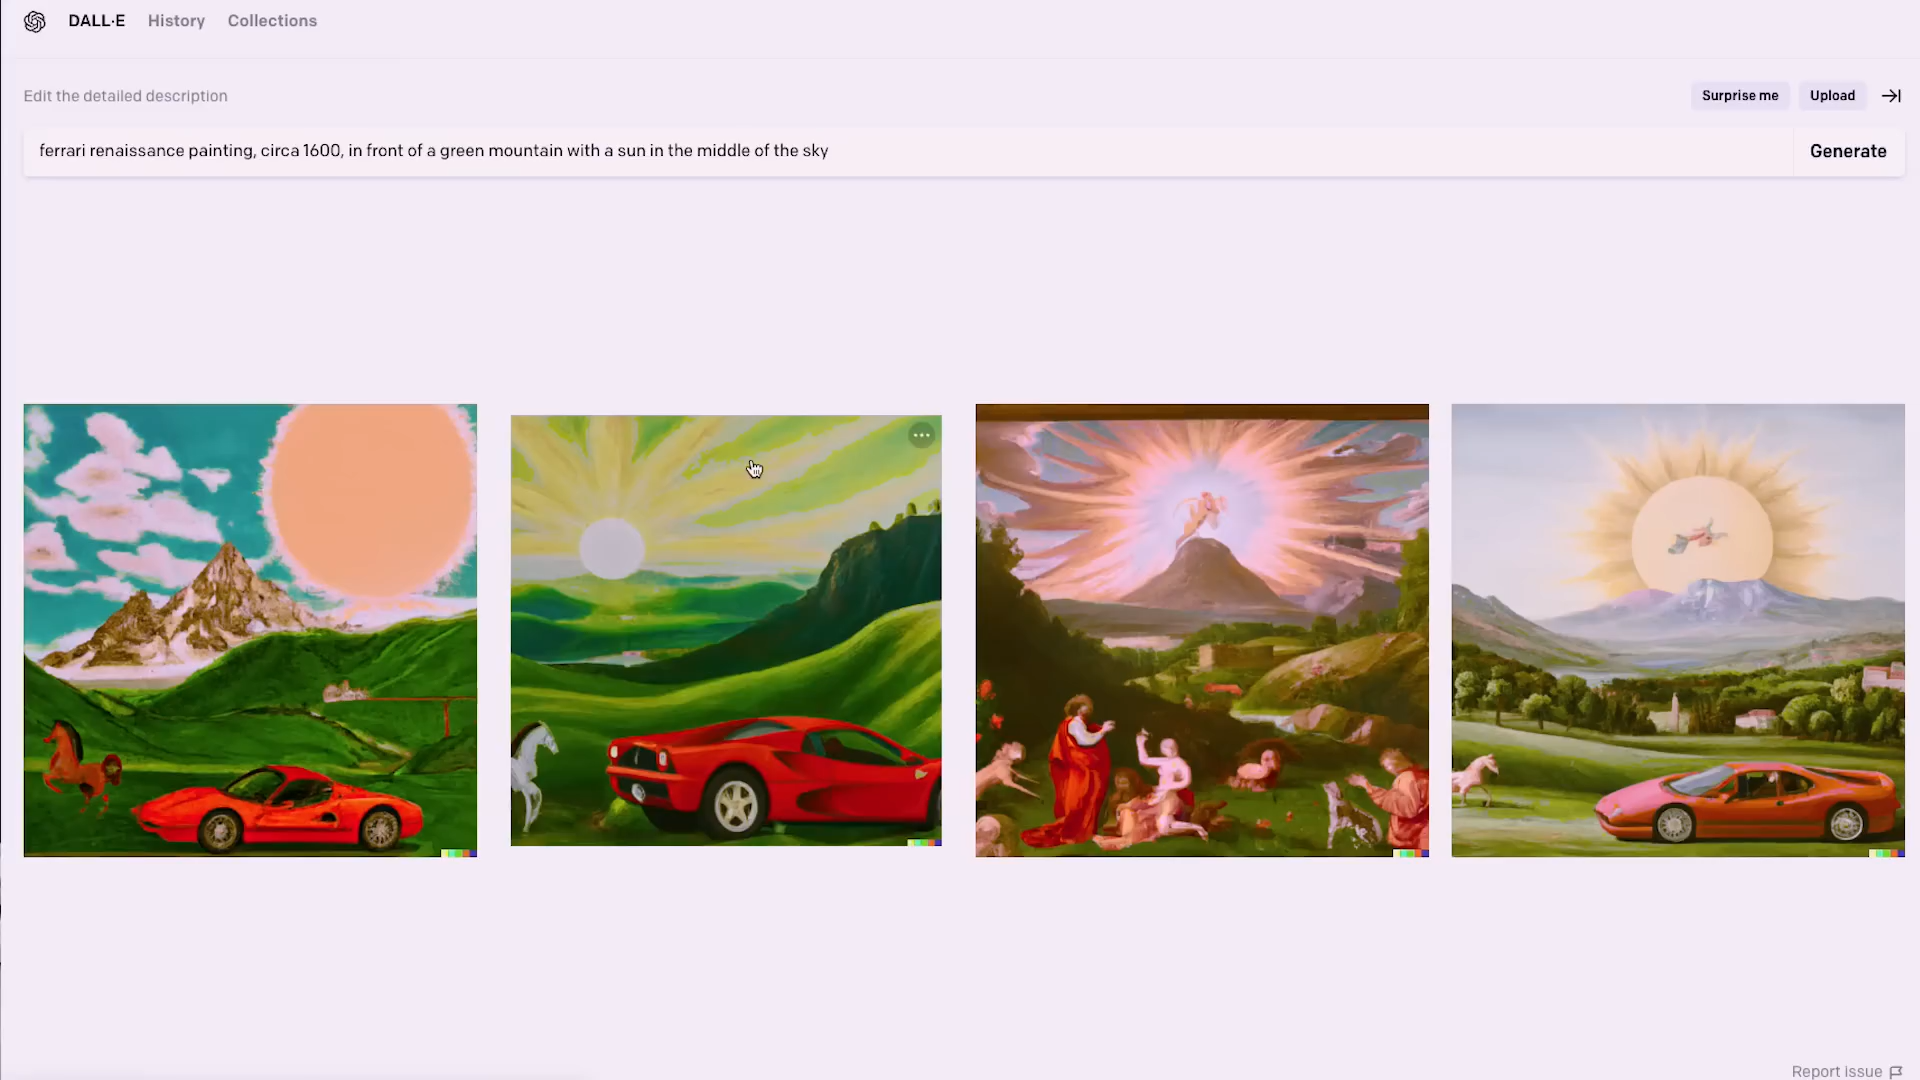 DALL·E History Collections
Edit the detailed description
Surprise me Upload
ferrari renaissance painting, circa 1600, in front of a green mountain with a sun in the middle of the sky
Generate
Report issue